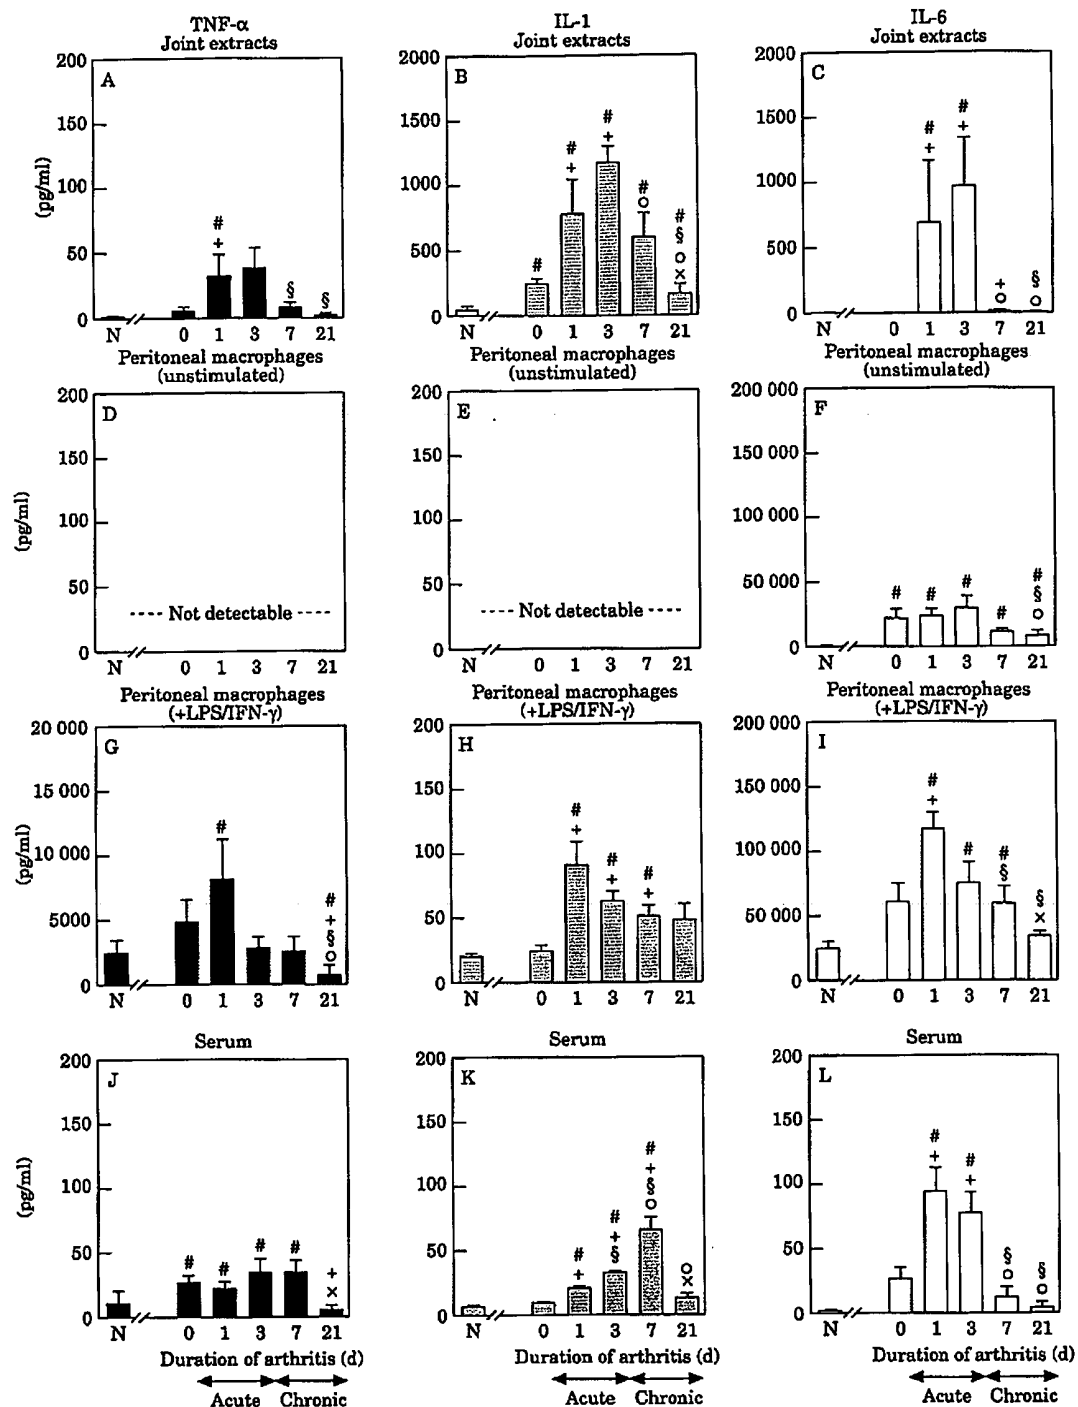 TNF-α
Joint extracts
IL-1
Joint extracts
IL-6
Joint extracts
(pg/ml)
200
150
100
50
0
A
#
+
§
§
N 0 1 3 7 21
2000
1500
1000
500
0
B
#
#
+
#
+
#
o
#
§
o
×
N 0 1 3 7 21
2000
1500
1000
500
0
C
#
+
#
+
+
o
§
o
N 0 1 3 7 21
Peritoneal macrophages
(unstimulated)
Peritoneal macrophages
(unstimulated)
Peritoneal macrophages
(unstimulated)
(pg/ml)
200
150
100
50
0
D
---- Not detectable ----
N 0 1 3 7 21
200
150
100
50
0
E
---- Not detectable ----
N 0 1 3 7 21
200 000
150 000
100 000
50 000
0
F
#
#
#
#
#
§
o
N 0 1 3 7 21
Peritoneal macrophages
(+LPS/IFN-γ)
Peritoneal macrophages
(+LPS/IFN-γ)
Peritoneal macrophages
(+LPS/IFN-γ)
(pg/ml)
20 000
15 000
10 000
5000
0
G
#
#
+
§
o
N 0 1 3 7 21
200
150
100
50
0
H
#
+
#
+
#
+
N 0 1 3 7 21
200 000
150 000
100 000
50 000
0
I
#
+
#
#
§
§
×
N 0 1 3 7 21
Serum
Serum
Serum
(pg/ml)
200
150
100
50
0
J
#
#
#
#
+
×
N 0 1 3 7 21
Duration of arthritis (d)
Acute Chronic
200
150
100
50
0
K
#
+
#
+
§
#
+
§
o
o
×
N 0 1 3 7 21
Duration of arthritis (d)
Acute Chronic
200
150
100
50
0
L
#
+
#
+
§
o
§
o
N 0 1 3 7 21
Duration of arthritis (d)
Acute Chronic